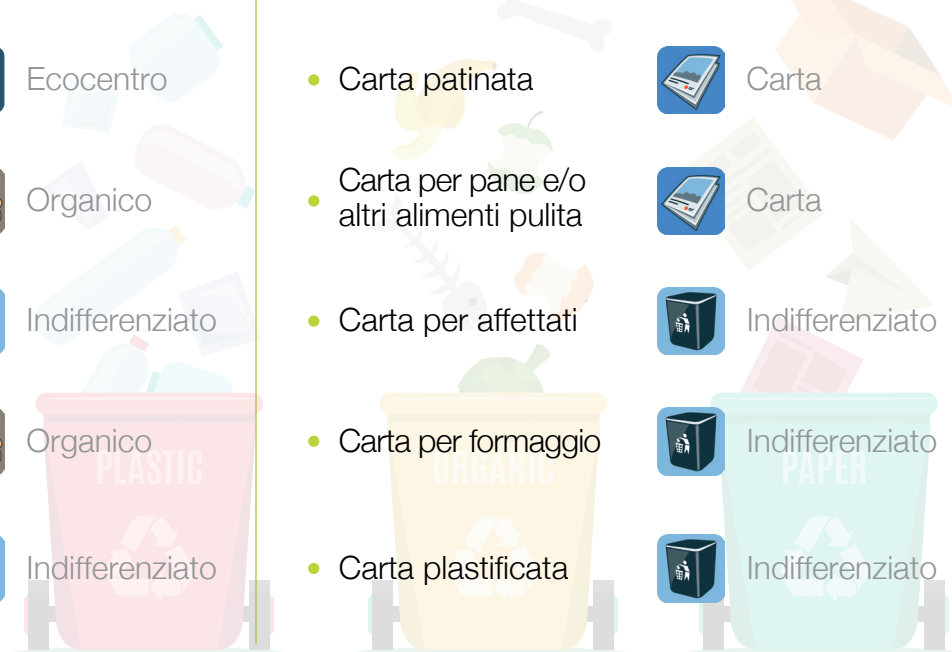 Ecocentro
Organico
Indifferenziato
Organico
Indifferenziato
Carta patinata
Carta
Carta per pane e/o
altri alimenti pulita
Carta
Carta per affettati
Indifferenziato
Carta per formaggio
Indifferenziato
Carta plastificata
Indifferenziato
PLASTIC
ORGANIC
PAPER